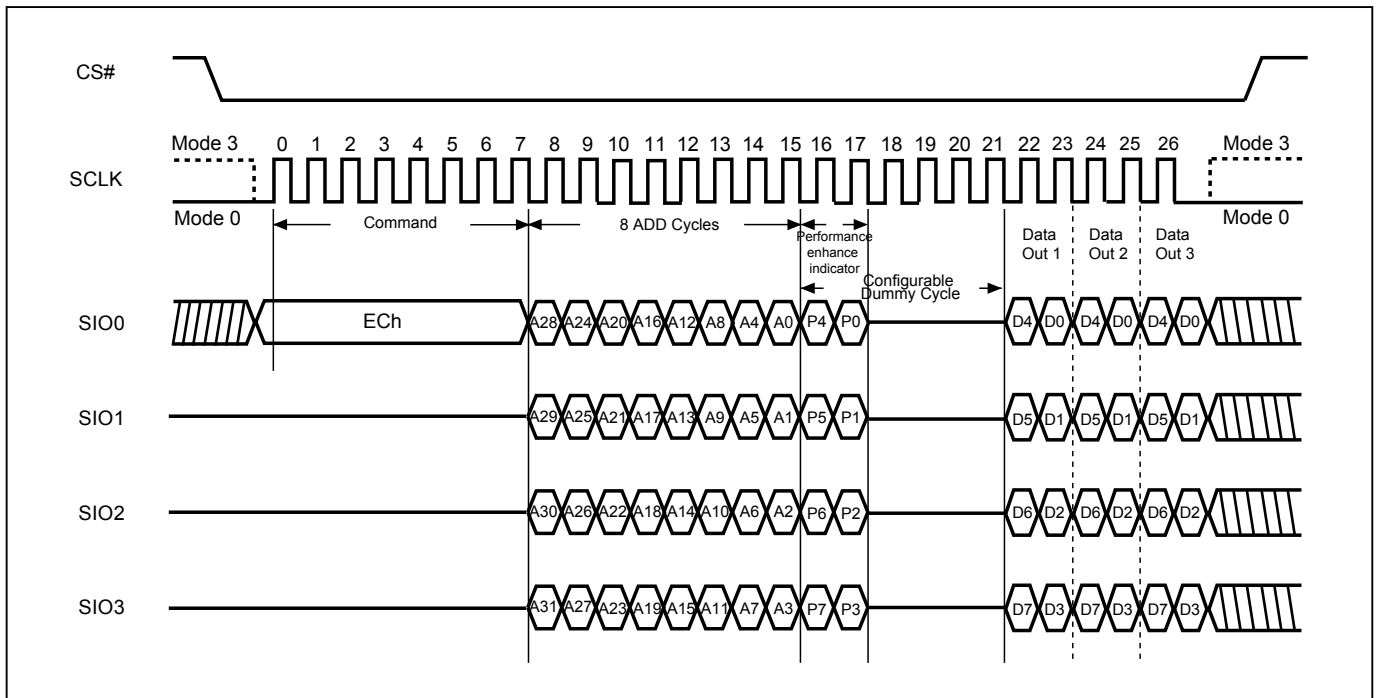 CS#
Mode 3 0 1 2 3 4 5 6 7 8 9 10 11 12 13 14 15 16 17 18 19 20 21 22 23 24 25 26 Mode 3
SCLK
Mode 0 Mode 0
Command 8 ADD Cycles
Performance
enhance
indicator
Data
Out 1
Data
Out 2
Data
Out 3
Configurable
Dummy Cycle
SIO0 ECh A28 A24 A20 A16 A12 A8 A4 A0 P4 P0 D4 D0 D4 D0 D4 D0
SIO1 A29 A25 A21 A17 A13 A9 A5 A1 P5 P1 D5 D1 D5 D1 D5 D1
SIO2 A30 A26 A22 A18 A14 A10 A6 A2 P6 P2 D6 D2 D6 D2 D6 D2
SIO3 A31 A27 A23 A19 A15 A11 A7 A3 P7 P3 D7 D3 D7 D3 D7 D3